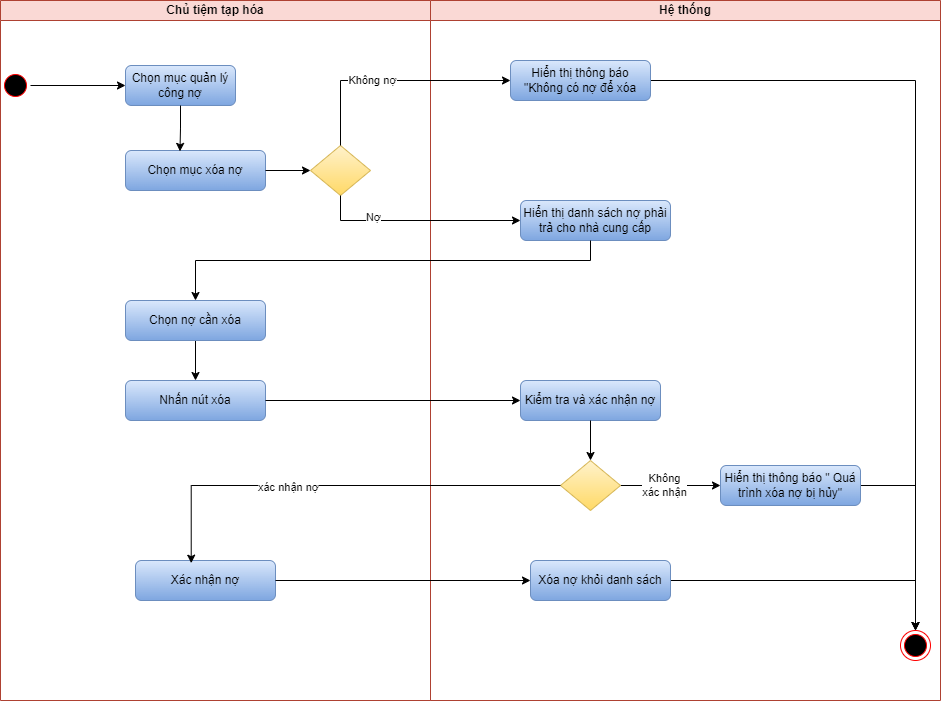 Chủ tiệm tạp hóa
Hệ thống
Chọn mục quản lý
công nợ
Không nợ
Hiển thị thông báo
"Không có nợ để xóa
Chọn mục xóa nợ
Nợ
Hiển thị danh sách nợ phải
trả cho nhà cung cấp
Chọn nợ cần xóa
Nhấn nút xóa
Kiểm tra và xác nhận nợ
xác nhận nợ
Không
xác nhận
Hiển thị thông báo " Quá
trình xóa nợ bị hủy"
Xác nhận nợ
Xóa nợ khỏi danh sách